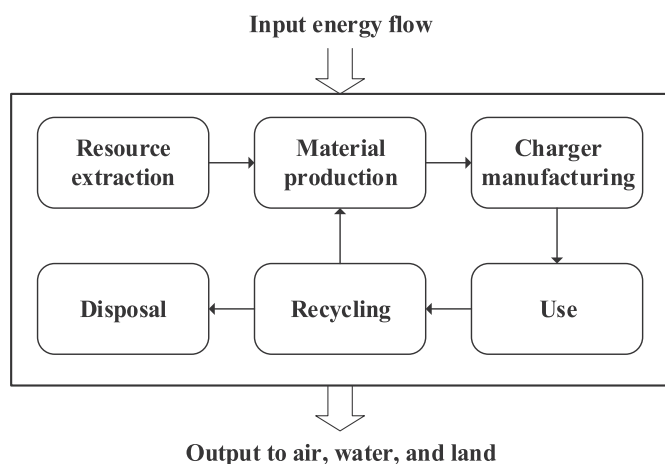 Input energy flow
Resource
extraction
Material
production
Charger
manufacturing
Disposal
Recycling
Use
Output to air, water, and land